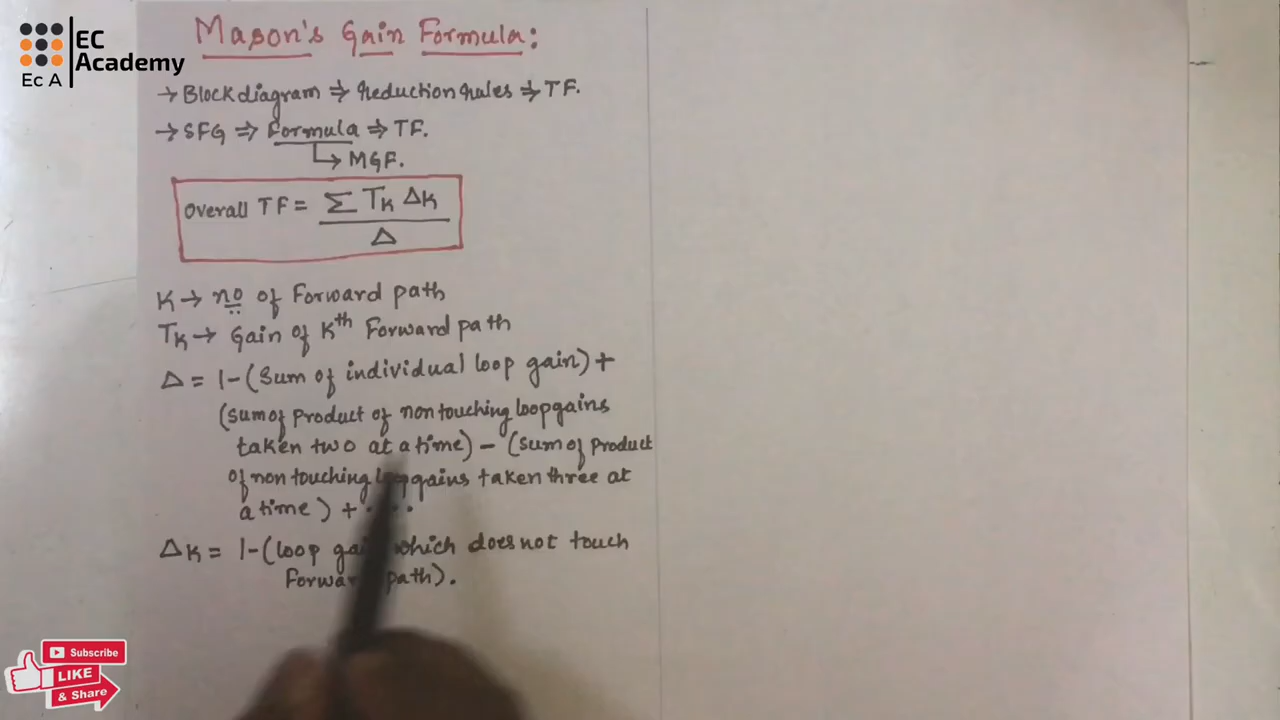 EC Academy
Ec A
Mason's Gain Formula:
→ Block diagram ⇒ Reduction rules ⇒ TF.
→ SFG ⇒ Formula ⇒ TF.
→ MGF.
Overall TF = Σ TK ΔK / Δ
K → no of Forward path
TK → Gain of Kth Forward path
Δ = 1-(Sum of individual loop gain) +
(sum of product of non touching loop gains
taken two at a time) - (sum of product
of non touching loop gains taken three at
a time) + ....
ΔK = 1-(loop gain which does not touch
Forward path).
Subscribe
LIKE
& Share